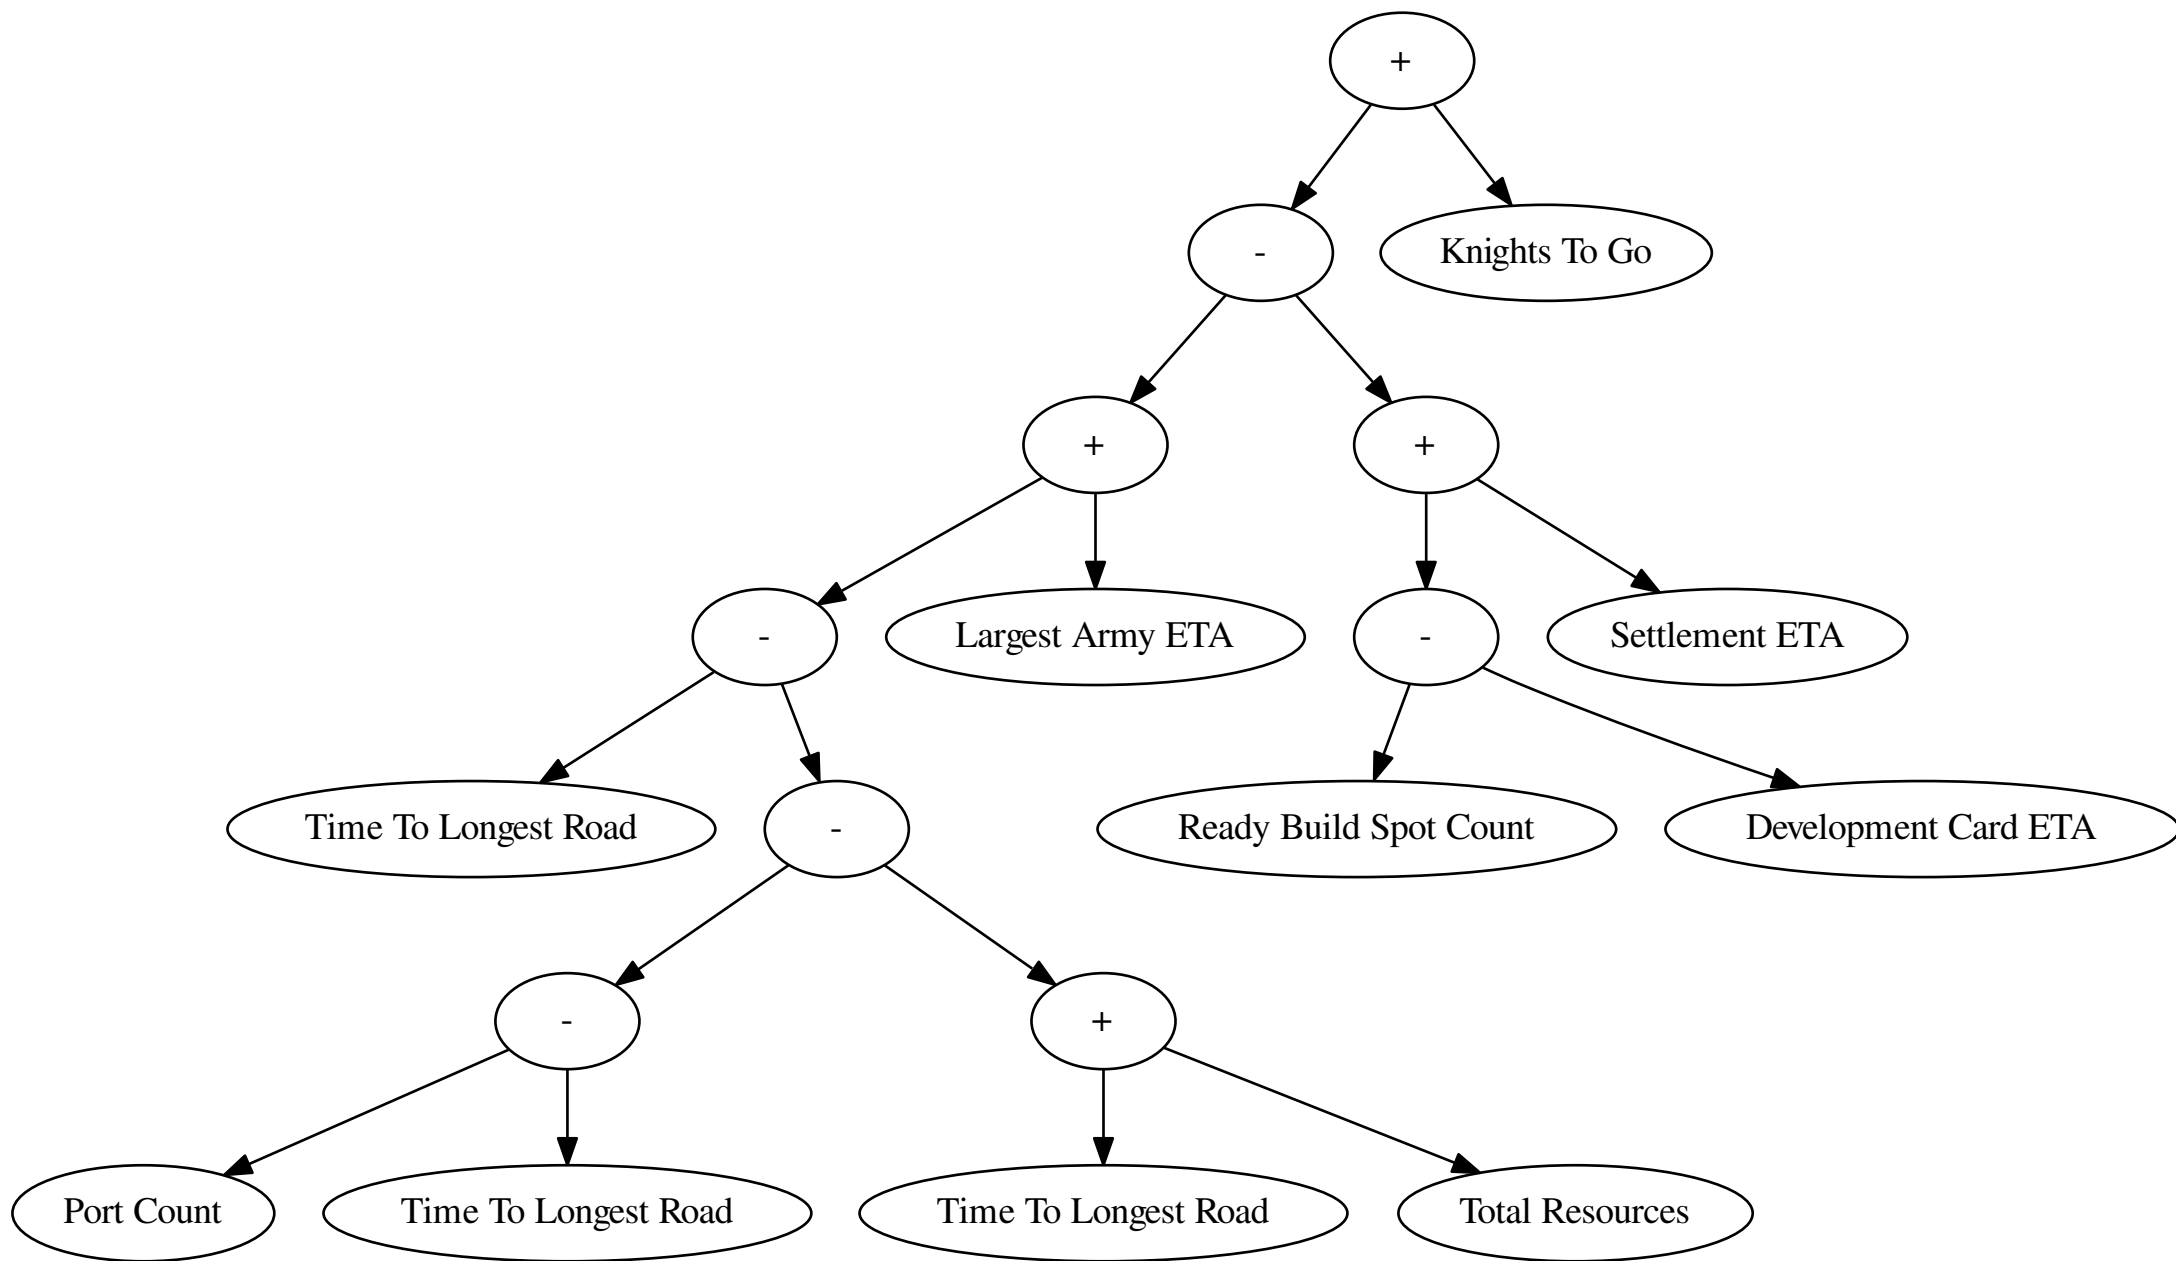 +
-
Knights To Go
+
+
-
Largest Army ETA
-
Settlement ETA
Time To Longest Road
-
Ready Build Spot Count
Development Card ETA
-
+
Port Count
Time To Longest Road
Time To Longest Road
Total Resources